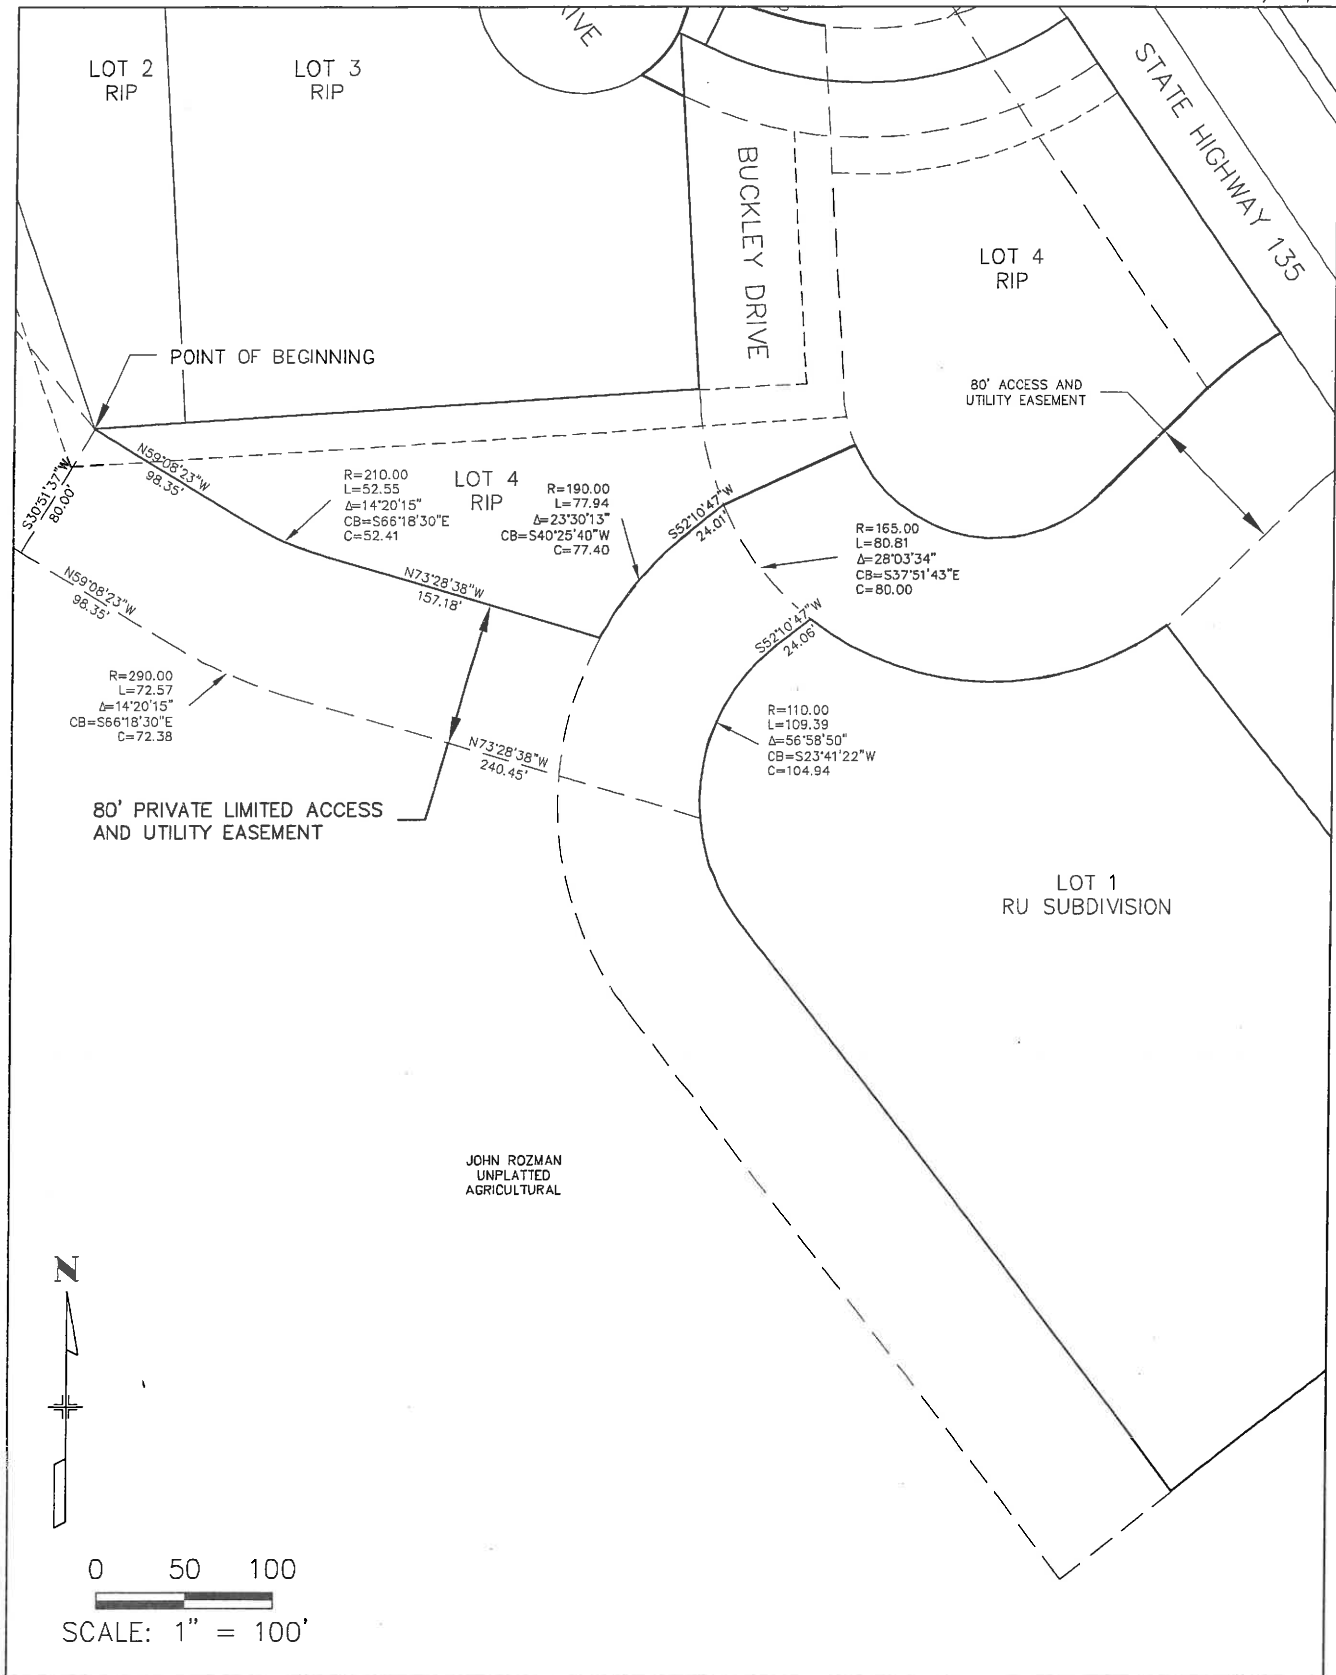 LOT 2
RIP
LOT 3
RIP
BUCKLEY DRIVE
STATE HIGHWAY 135
LOT 4
RIP
POINT OF BEGINNING
80' ACCESS AND
UTILITY EASEMENT
S30°51'37"W
80.00'
N59°08'23"W
98.35'
R=210.00
L=52.55
Δ=14°20'15"
CB=S66°18'30"E
C=52.41
LOT 4
RIP
R=190.00
L=77.94
Δ=23°30'13"
CB=S40°25'40"W
C=77.40
S52°10'47"W
24.01'
R=165.00
L=80.81
Δ=28°03'34"
CB=S37°51'43"E
C=80.00
N59°08'23"W
98.35'
N73°28'38"W
157.18'
S52°10'47"W
24.06'
R=290.00
L=72.57
Δ=14°20'15"
CB=S66°18'30"E
C=72.38
R=110.00
L=109.39
Δ=56°58'50"
CB=S23°41'22"W
C=104.94
N73°28'38"W
240.45'
80' PRIVATE LIMITED ACCESS
AND UTILITY EASEMENT
LOT 1
RU SUBDIVISION
JOHN ROZMAN
UNPLATTED
AGRICULTURAL
N
0 50 100
SCALE: 1" = 100'